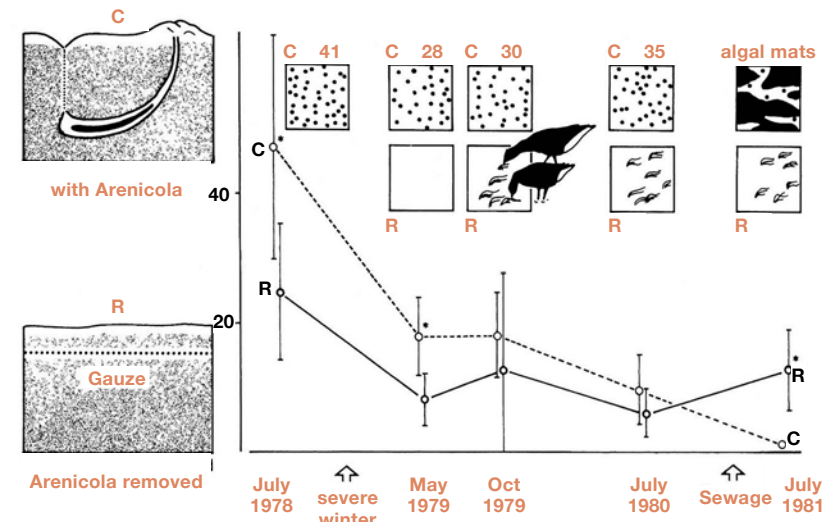 C
with Arenicola
R
Gauze
Arenicola removed
C 41
C 28
C 30
C 35
algal mats
R
R
R
R
40
20
C
*
R
*
*
R
C
July
1978
severe
winter
May
1979
Oct
1979
July
1980
Sewage
July
1981